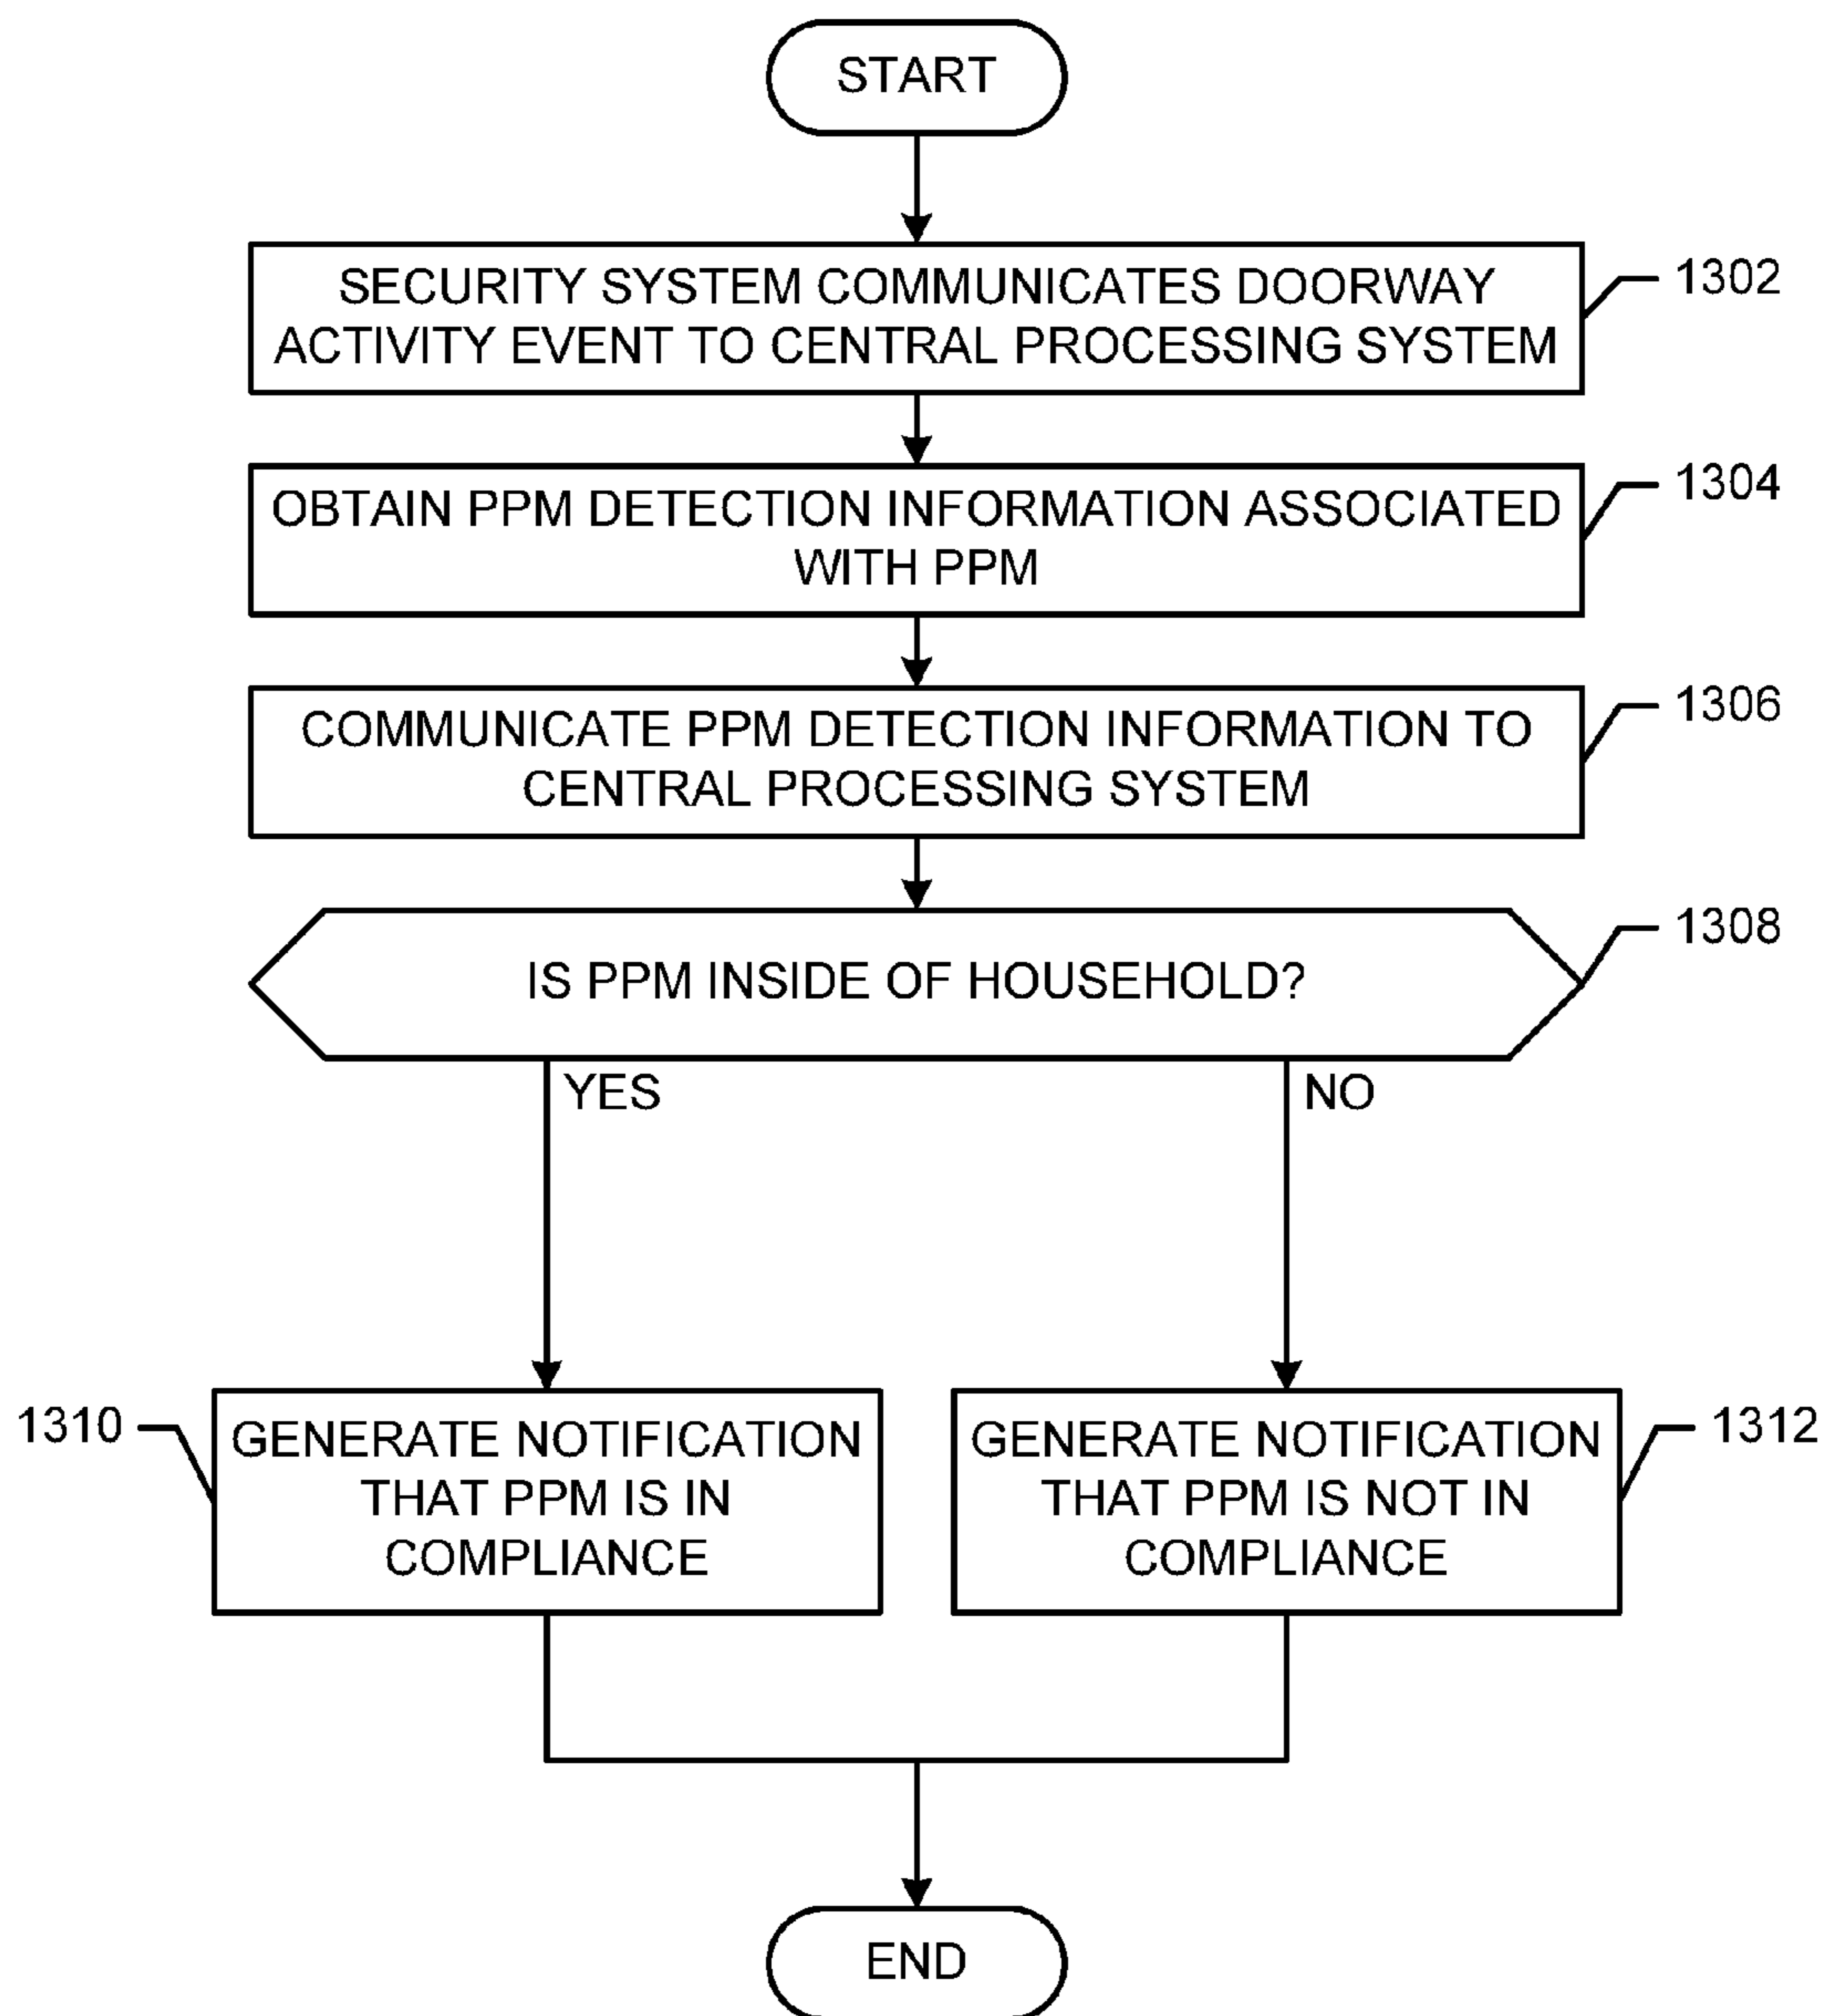 START
SECURITY SYSTEM COMMUNICATES DOORWAY
ACTIVITY EVENT TO CENTRAL PROCESSING SYSTEM
1302
OBTAIN PPM DETECTION INFORMATION ASSOCIATED
WITH PPM
1304
COMMUNICATE PPM DETECTION INFORMATION TO
CENTRAL PROCESSING SYSTEM
1306
IS PPM INSIDE OF HOUSEHOLD?
1308
YES
NO
1310
GENERATE NOTIFICATION
THAT PPM IS IN
COMPLIANCE
GENERATE NOTIFICATION
THAT PPM IS NOT IN
COMPLIANCE
1312
END